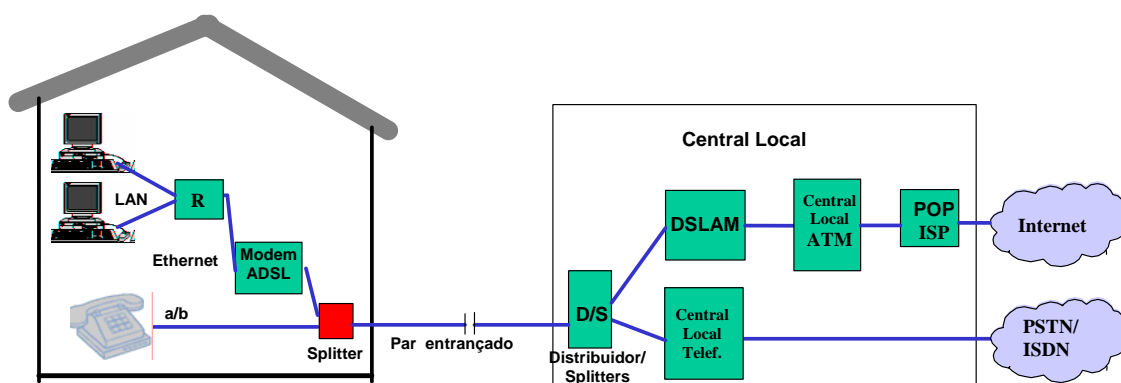 LAN
R
Ethernet
Modem
ADSL
a/b
Splitter
Par entrançado
Central Local
D/S
Distribuidor/
Splitters
DSLAM
Central
Local
ATM
POP
ISP
Internet
Central
Local
Telef.
PSTN/
ISDN